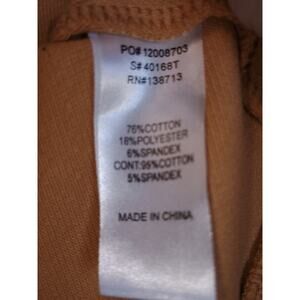 PO# 12008703
S# 40168T
RN#138713
76%COTTON
18%POLYESTER
6%SPANDEX
CONT:95%COTTON
5%SPANDEX
MADE IN CHINA